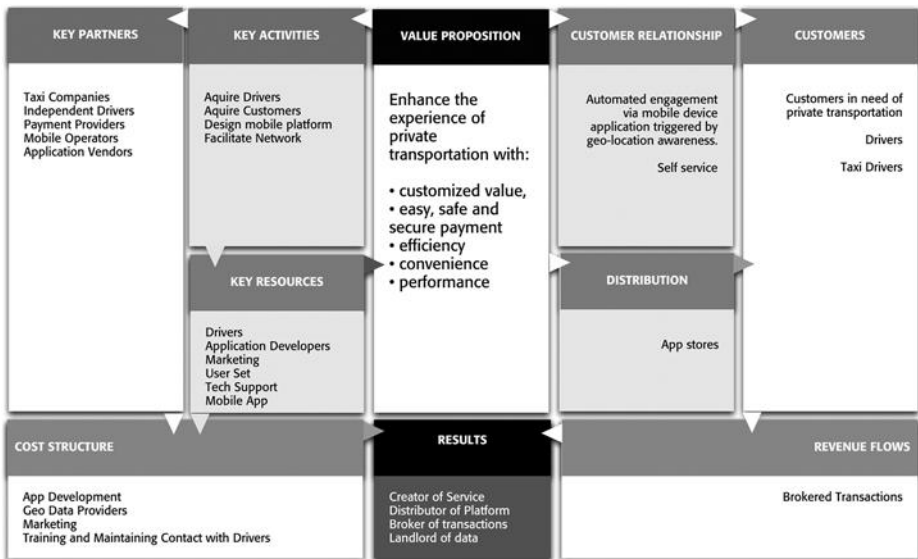 KEY PARTNERS
Taxi Companies
Independent Drivers
Payment Providers
Mobile Operators
Application Vendors
KEY ACTIVITIES
Aquire Drivers
Aquire Customers
Design mobile platform
Facilitate Network
KEY RESOURCES
Drivers
Application Developers
Marketing
User Set
Tech Support
Mobile App
VALUE PROPOSITION
Enhance the
experience of
private
transportation with:
• customized value,
• easy, safe and
secure payment
• efficiency
• convenience
• performance
CUSTOMER RELATIONSHIP
Automated engagement
via mobile device
application triggered by
geo-location awareness.
Self service
DISTRIBUTION
App stores
CUSTOMERS
Customers in need of
private transportation
Drivers
Taxi Drivers
COST STRUCTURE
App Development
Geo Data Providers
Marketing
Training and Maintaining Contact with Drivers
RESULTS
Creator of Service
Distributor of Platform
Broker of transactions
Landlord of data
REVENUE FLOWS
Brokered Transactions